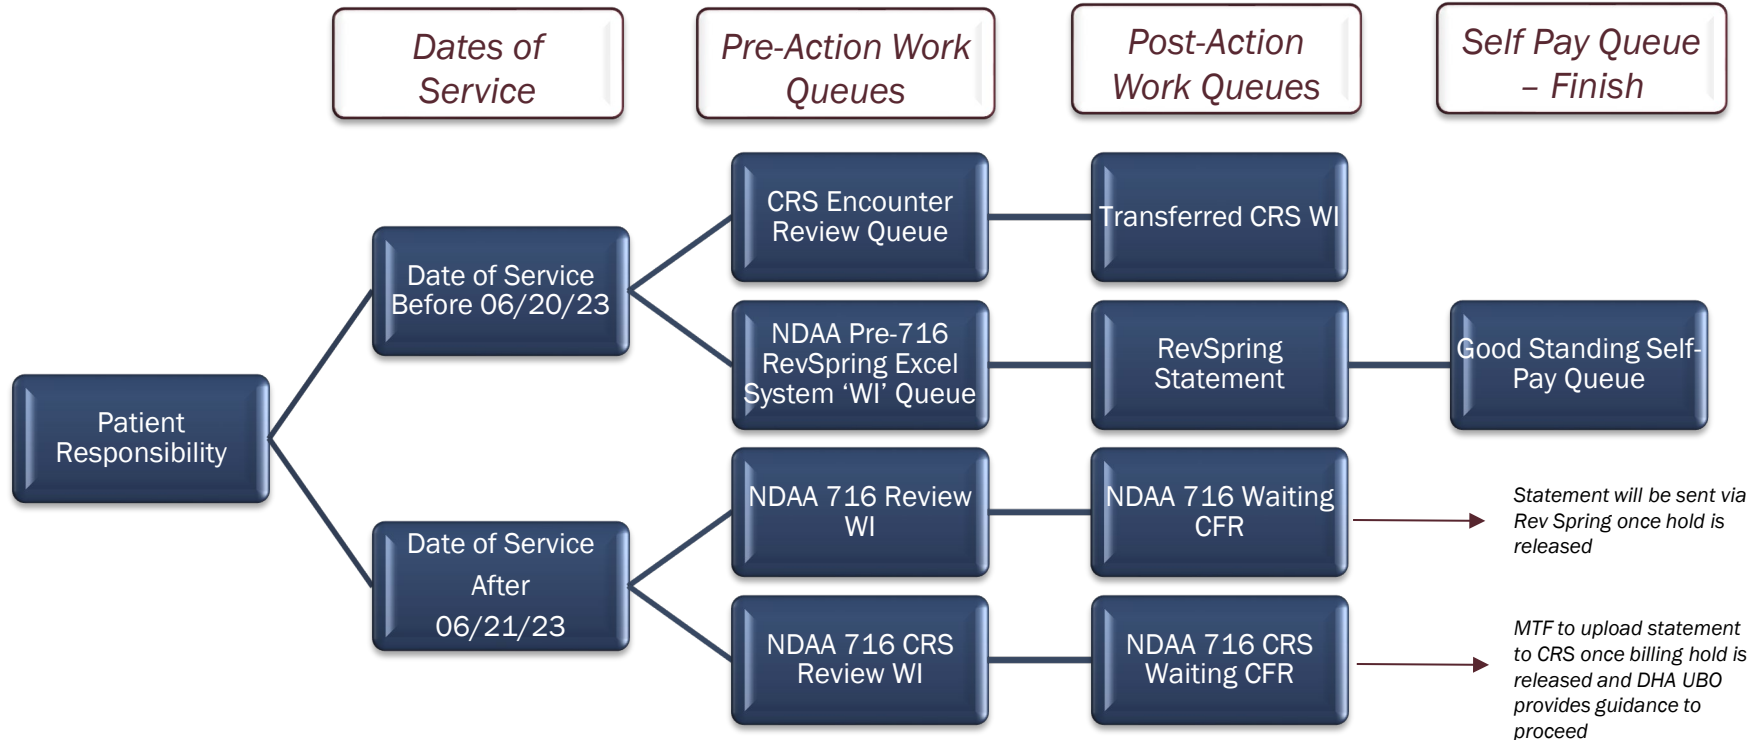 Dates of
Service
Pre-Action Work
Queues
Post-Action
Work Queues
Self Pay Queue
– Finish
Patient
Responsibility
Date of Service
Before 06/20/23
CRS Encounter
Review Queue
Transferred CRS WI
NDAA Pre-716
RevSpring Excel
System ‘WI’ Queue
RevSpring
Statement
Good Standing Self-
Pay Queue
Date of Service
After
06/21/23
NDAA 716 Review
WI
NDAA 716 Waiting
CFR
Statement will be sent via
Rev Spring once hold is
released
NDAA 716 CRS
Review WI
NDAA 716 CRS
Waiting CFR
MTF to upload statement
to CRS once billing hold is
released and DHA UBO
provides guidance to
proceed